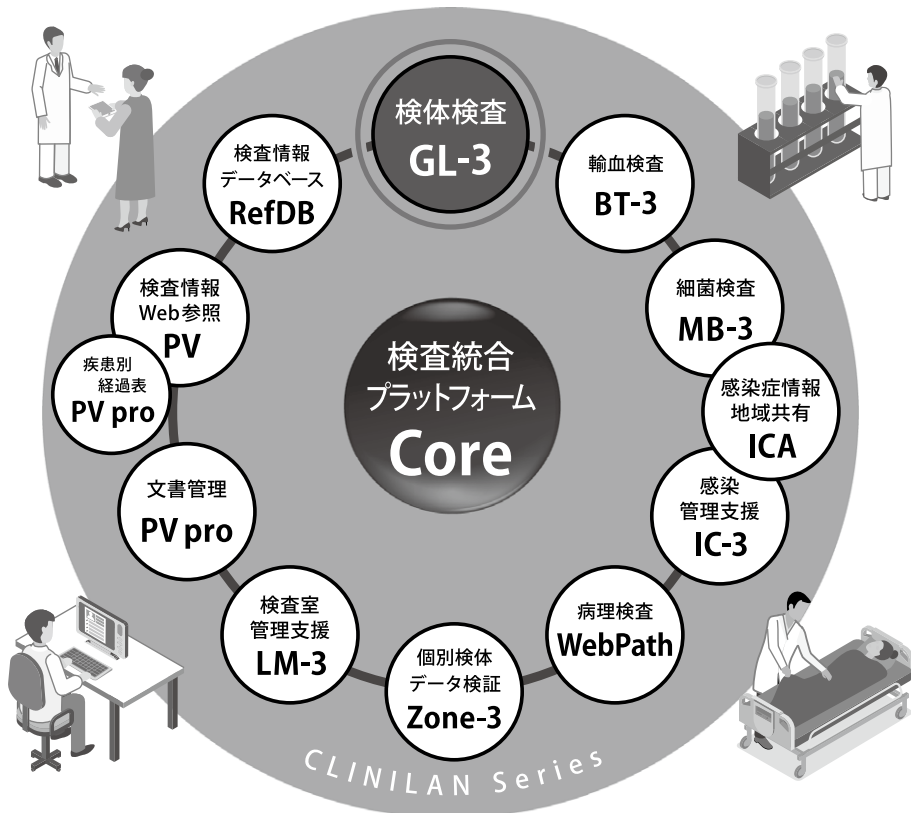 検体検査
GL-3
輸血検査
BT-3
細菌検査
MB-3
感染症情報
地域共有
ICA
感染
管理支援
IC-3
病理検査
WebPath
個別検体
データ検証
Zone-3
検査室
管理支援
LM-3
文書管理
PV pro
疾患別
経過表
PV pro
検査情報
Web参照
PV
検査情報
データベース
RefDB
検査統合
プラットフォーム
Core
CLINILAN Series